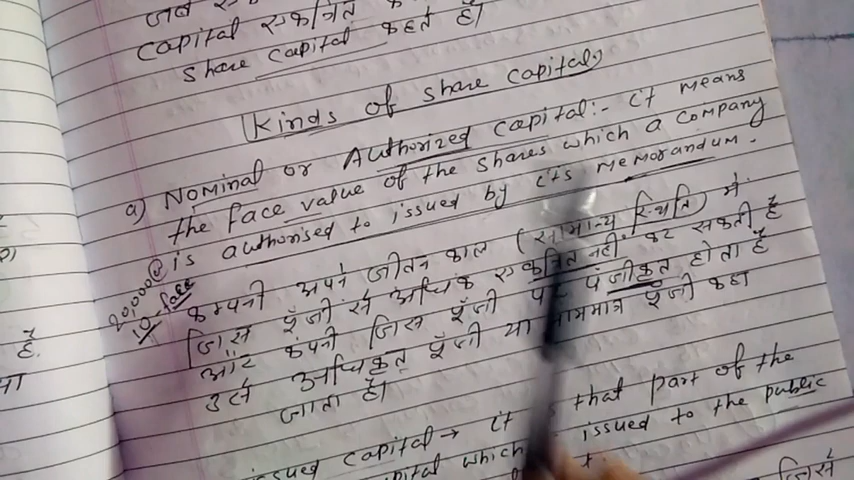 capital एकत्रित
share capital कहते हैं।
Kinds of share capital
a) Nominal or Authorized capital:- it means
the face value of the shares which a company
is authorised to issued by its memorandum.
20,000 @
10 face
कम्पनी अपने जीवन काल (सामान्य स्थिति) में
जिस पूँजी से अधिक एकत्रित नहीं कर सकती है
और कंपनी जिस पूँजी पंजीकृत होता है
उसे अधिकृत पूँजी या नाममात्र पूँजी कहा
जाता है।
issued capital → it is that part of the
which issued to the public
जिसे
है.